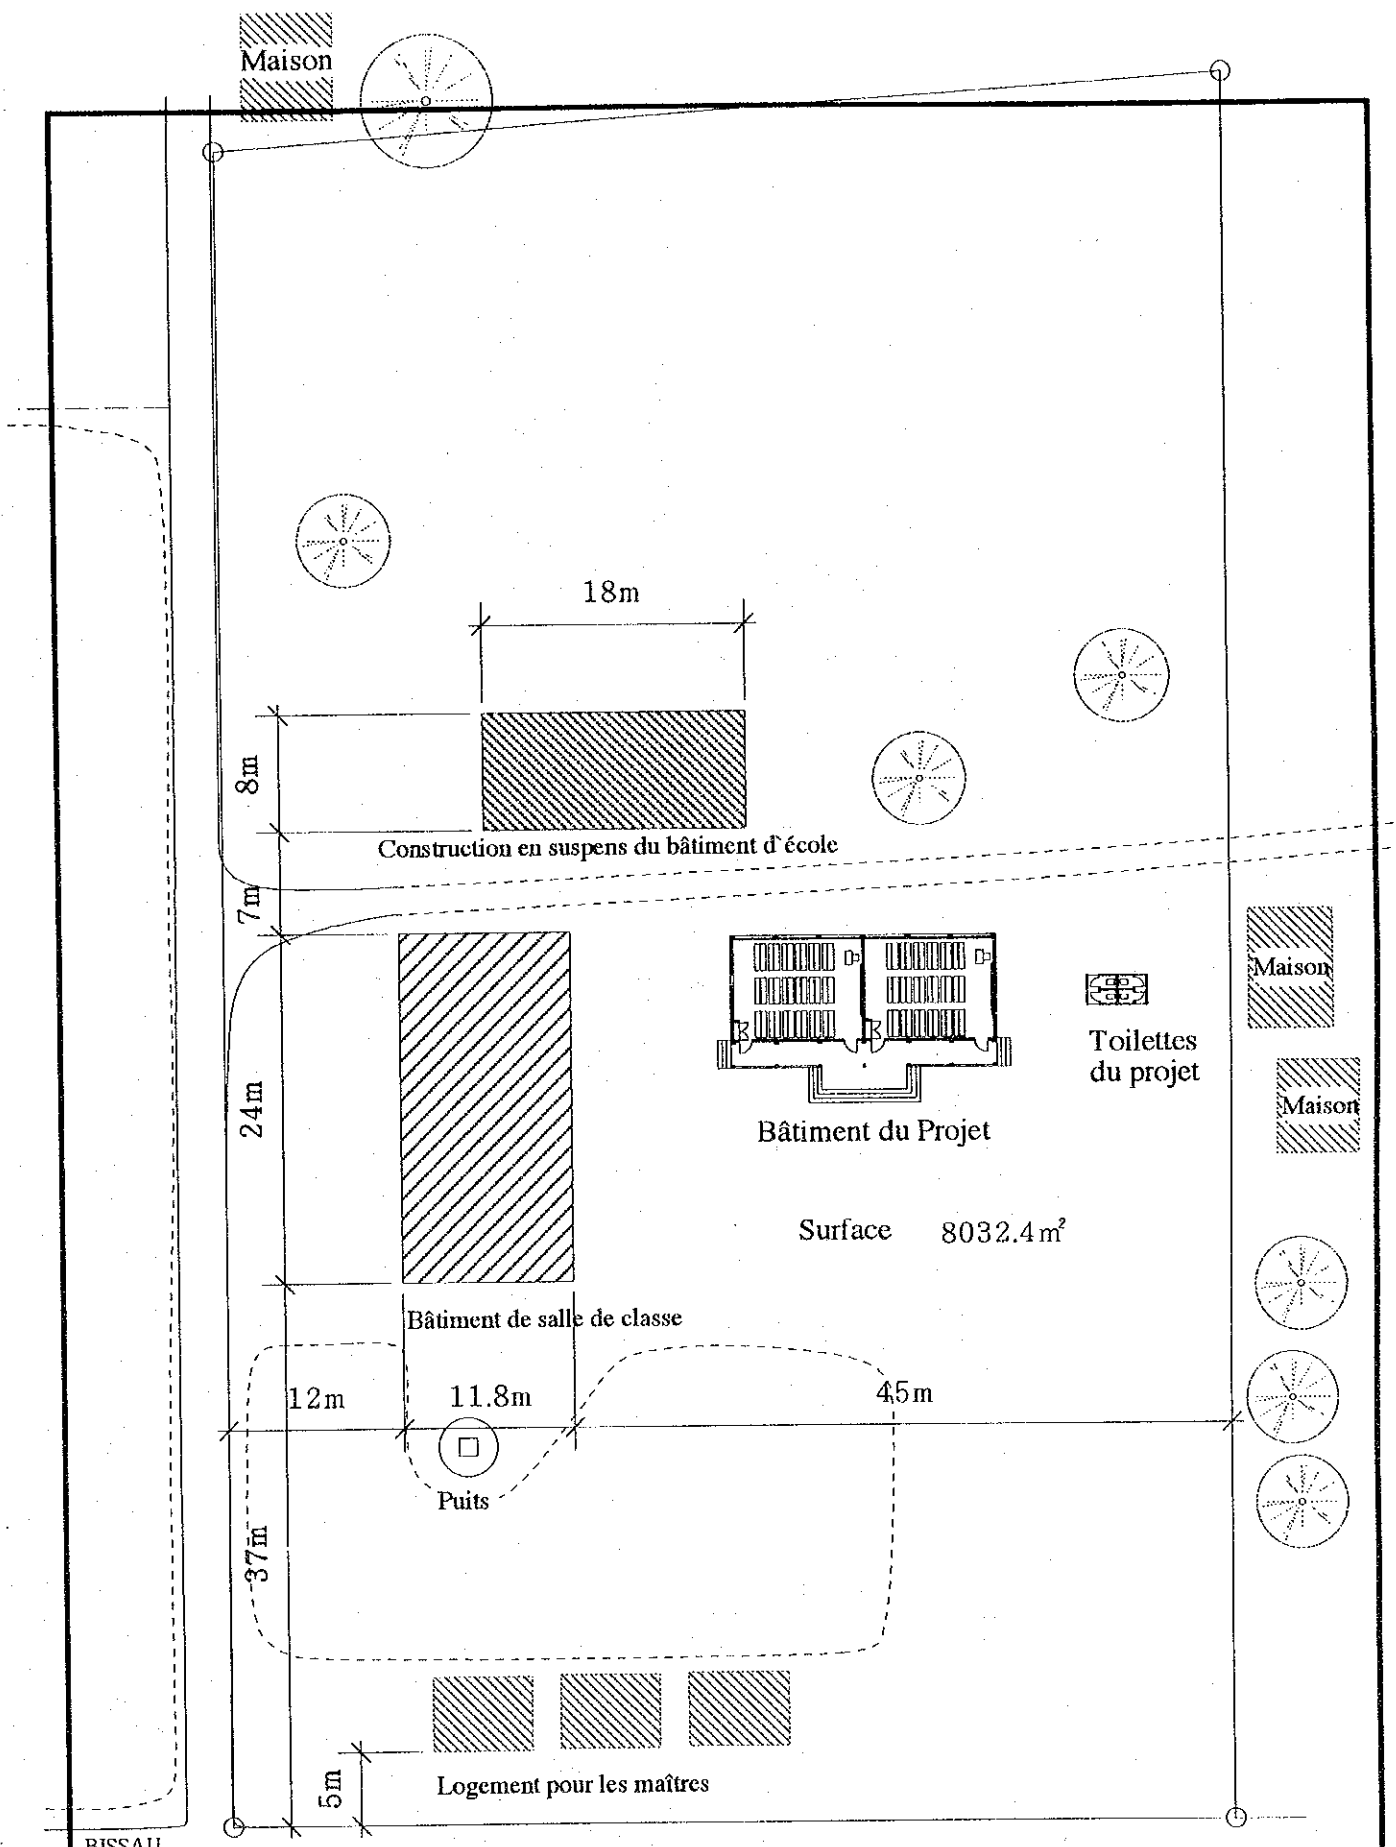 Maison
18m
8m
Construction en suspens du bâtiment d`école
7m
Maison
Toilettes
du projet
24m
Maison
Bâtiment du Projet
Surface 8032.4㎡
Bâtiment de salle de classe
12m
11.8m
45m
Puits
37m
5m
Logement pour les maîtres
BISSAU